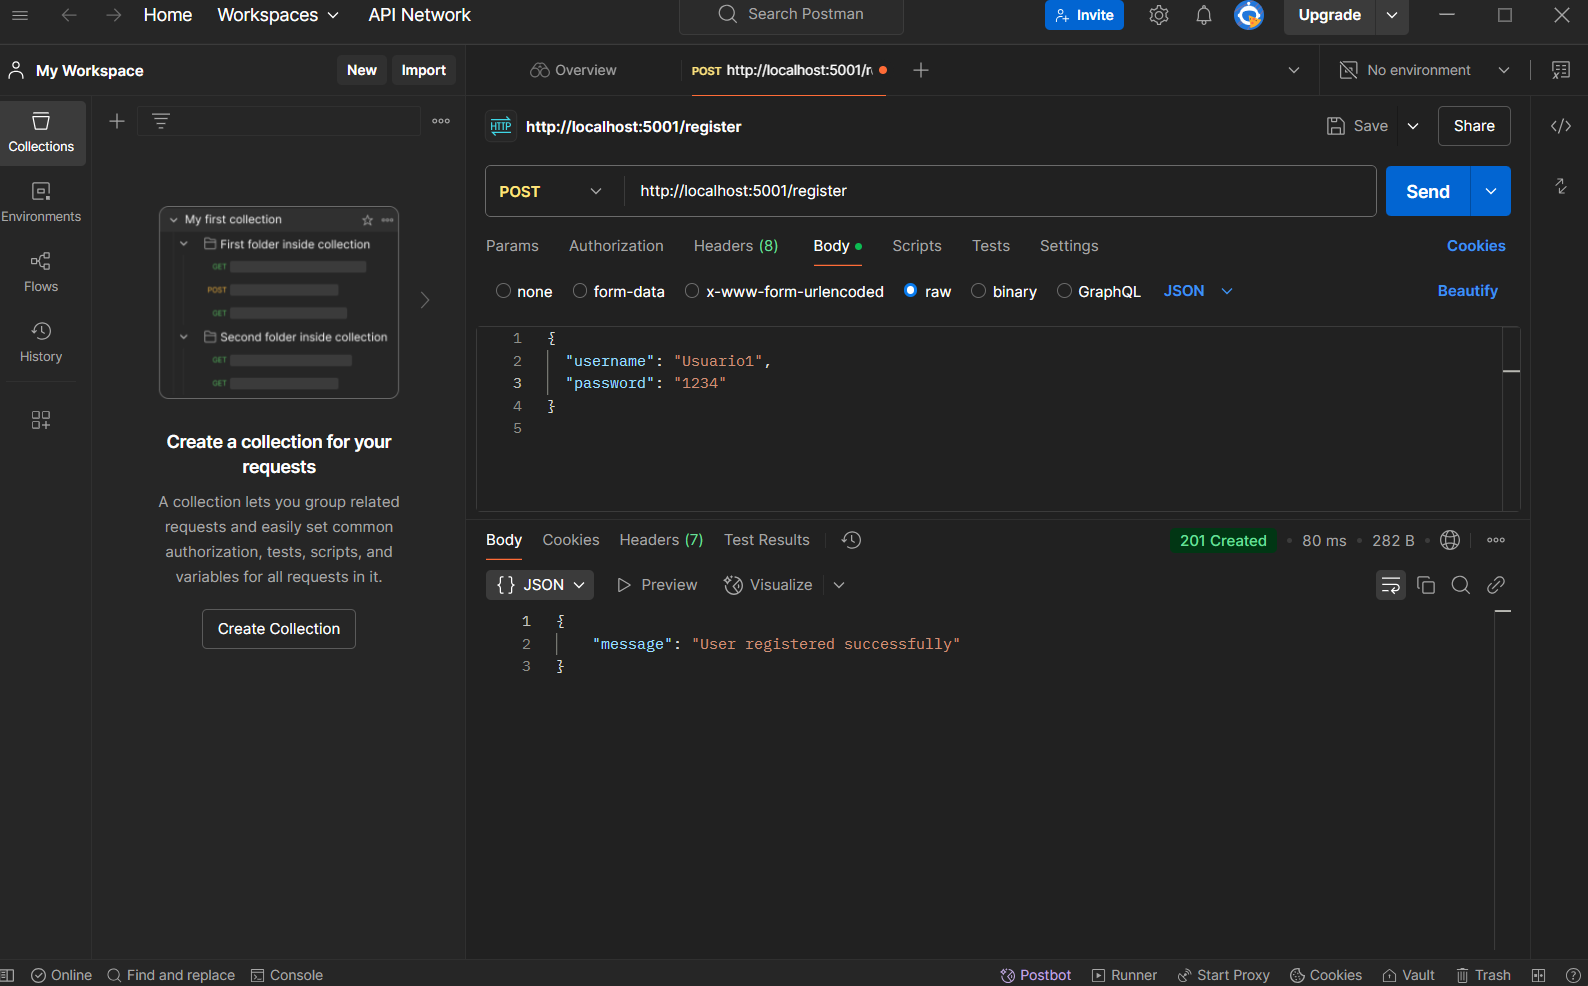 Home Workspaces API Network Search Postman Invite Upgrade
My Workspace New Import Overview POST http://localhost:5001/r No environment
Collections
Environments
Flows
History
My first collection
First folder inside collection
GET
POST
GET
Second folder inside collection
GET
GET
Create a collection for your
requests
A collection lets you group related
requests and easily set common
authorization, tests, scripts, and
variables for all requests in it.
Create Collection
HTTP http://localhost:5001/register Save Share
POST http://localhost:5001/register Send
Params Authorization Headers (8) Body Scripts Tests Settings Cookies
none form-data x-www-form-urlencoded raw binary GraphQL JSON Beautify
1 {
2 "username": "Usuario1",
3 "password": "1234"
4 }
5
Body Cookies Headers (7) Test Results 201 Created • 80 ms • 282 B •
{} JSON Preview Visualize
1 {
2 "message": "User registered successfully"
3 }
Online Find and replace Console Postbot Runner Start Proxy Cookies Vault Trash